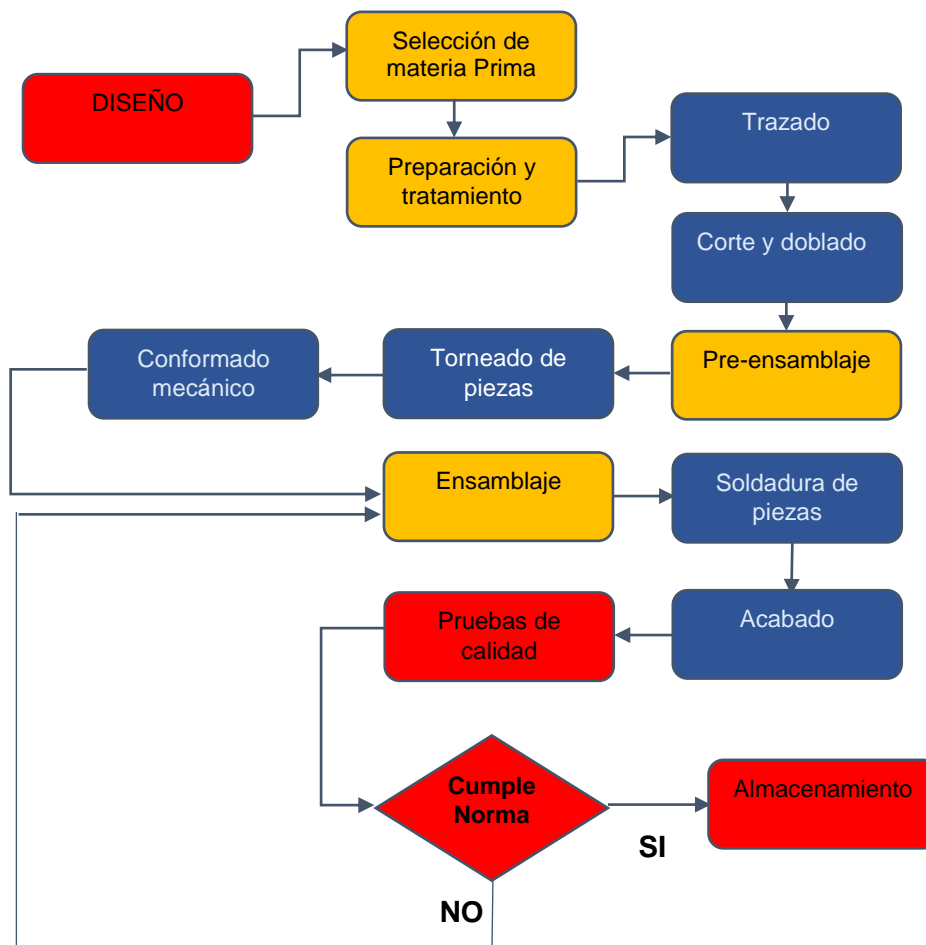 DISEÑO
Selección de
materia Prima
Preparación y
tratamiento
Trazado
Corte y doblado
Pre-ensamblaje
Torneado de
piezas
Conformado
mecánico
Ensamblaje
Soldadura de
piezas
Acabado
Pruebas de
calidad
Cumple
Norma
SI
Almacenamiento
NO